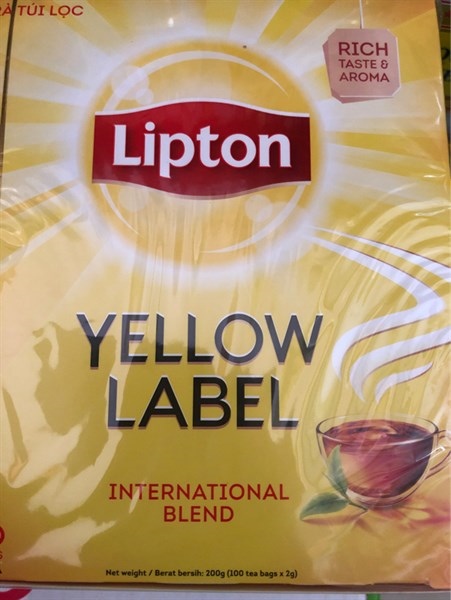 TÚI LỌC
RICH
TASTE &
AROMA
Lipton
YELLOW
LABEL
INTERNATIONAL
BLEND
Net weight / Berat bersih: 200g (100 tea bags x 2g)